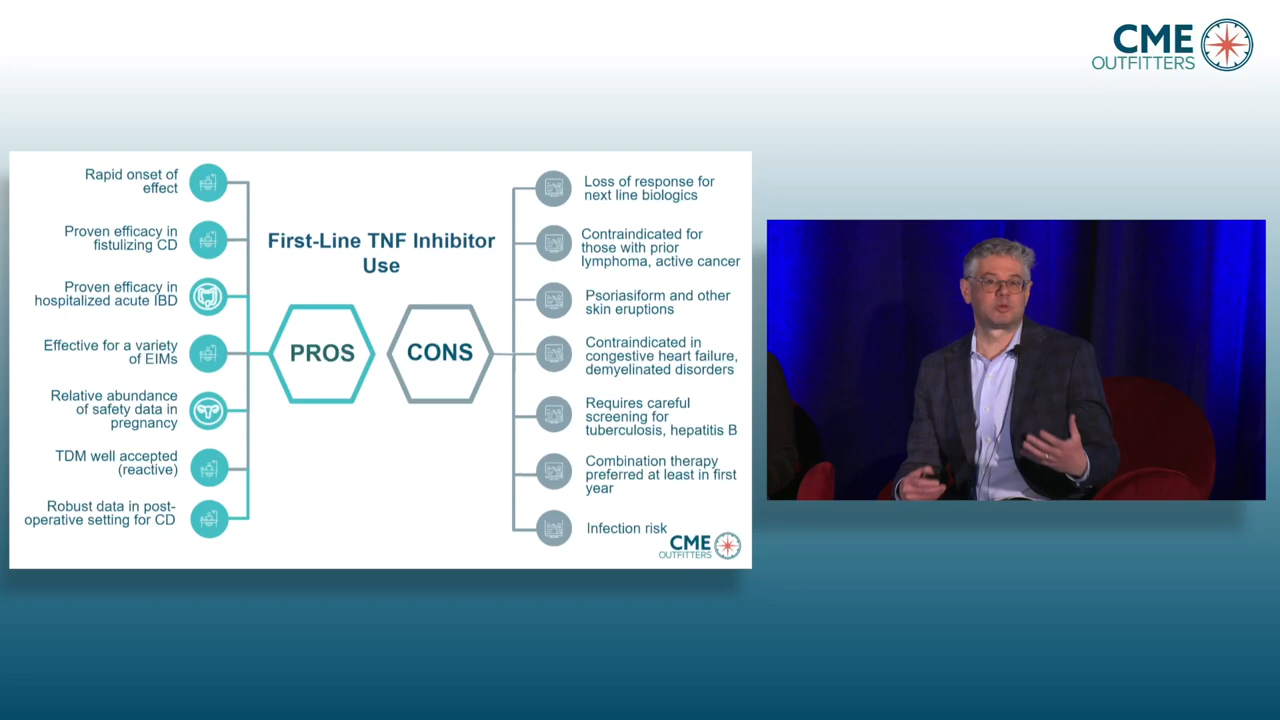 CME
OUTFITTERS
Rapid onset of
effect
Proven efficacy in
fistulizing CD
Proven efficacy in
hospitalized acute IBD
Effective for a variety
of EIMs
Relative abundance
of safety data in
pregnancy
TDM well accepted
(reactive)
Robust data in post-
operative setting for CD
First-Line TNF Inhibitor
Use
PROS
CONS
Loss of response for
next line biologics
Contraindicated for
those with prior
lymphoma, active cancer
Psoriasiform and other
skin eruptions
Contraindicated in
congestive heart failure,
demyelinated disorders
Requires careful
screening for
tuberculosis, hepatitis B
Combination therapy
preferred at least in first
year
Infection risk
CME
OUTFITTERS